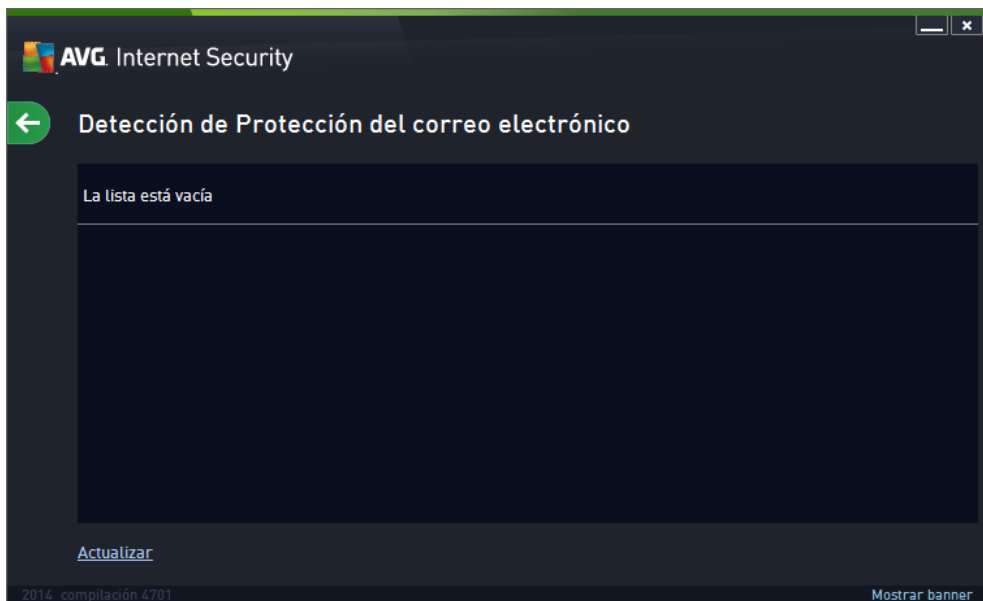 AVG. Internet Security
Detección de Protección del correo electrónico
La lista está vacía
Actualizar
2014 compilación 4701
Mostrar banner